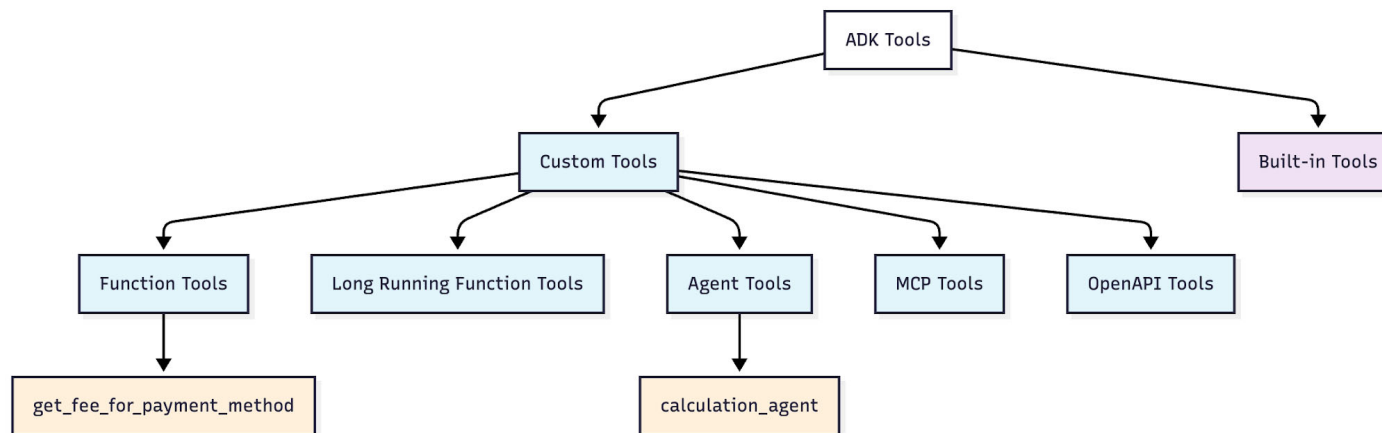 ADK Tools
Custom Tools
Built-in Tools
Function Tools
Long Running Function Tools
Agent Tools
MCP Tools
OpenAPI Tools
get_fee_for_payment_method
calculation_agent